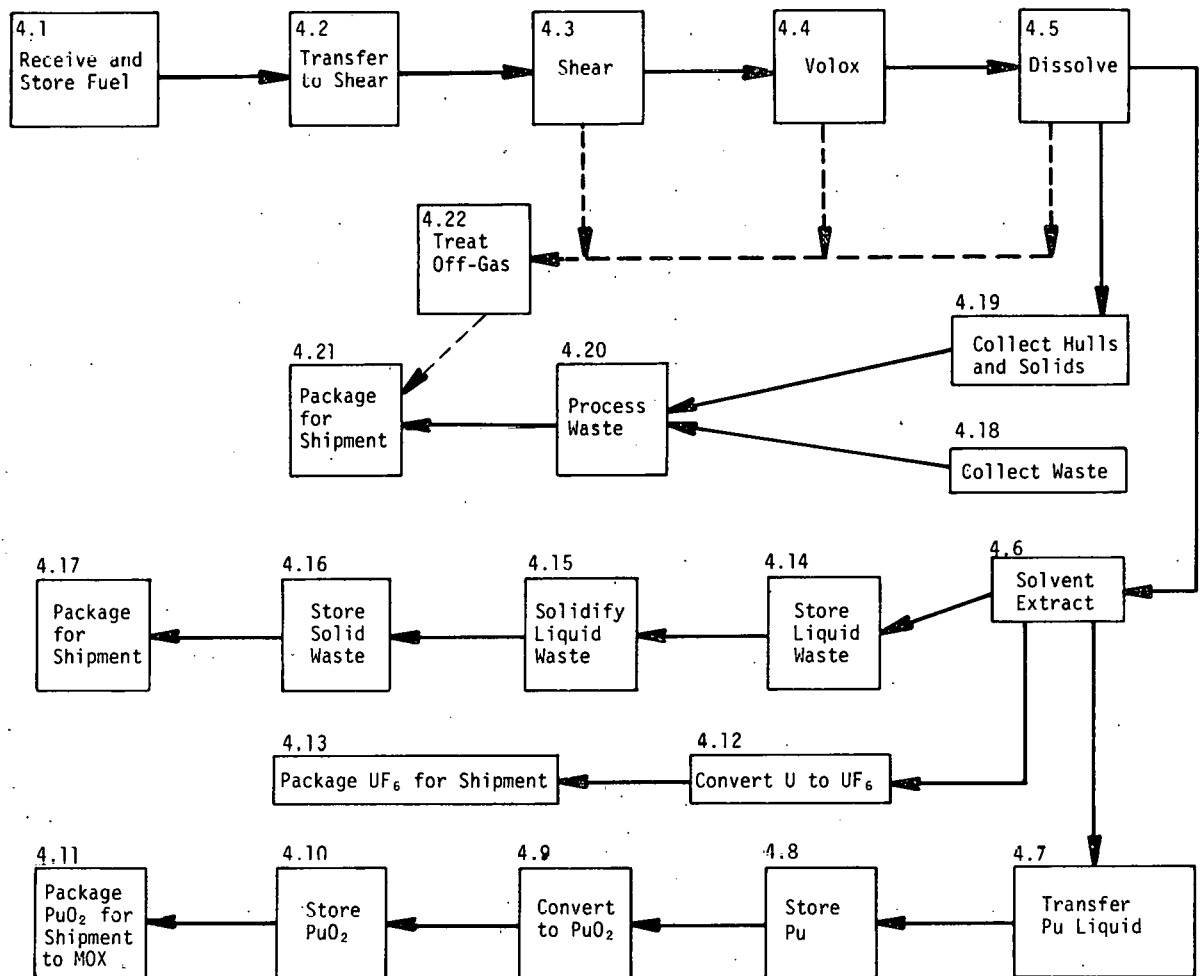 4.1
Receive and
Store Fuel
4.2
Transfer
to Shear
4.3
Shear
4.4
Volox
4.5
Dissolve
4.22
Treat
Off-Gas
4.21
Package
for
Shipment
4.20
Process
Waste
4.19
Collect Hulls
and Solids
4.18
Collect Waste
4.17
Package
for
Shipment
4.16
Store
Solid
Waste
4.15
Solidify
Liquid
Waste
4.14
Store
Liquid
Waste
4.6
Solvent
Extract
4.13
Package UF₆ for Shipment
4.12
Convert U to UF₆
4.11
Package
PuO₂ for
Shipment
to MOX
4.10
Store
PuO₂
4.9
Convert
to PuO₂
4.8
Store
Pu
4.7
Transfer
Pu Liquid